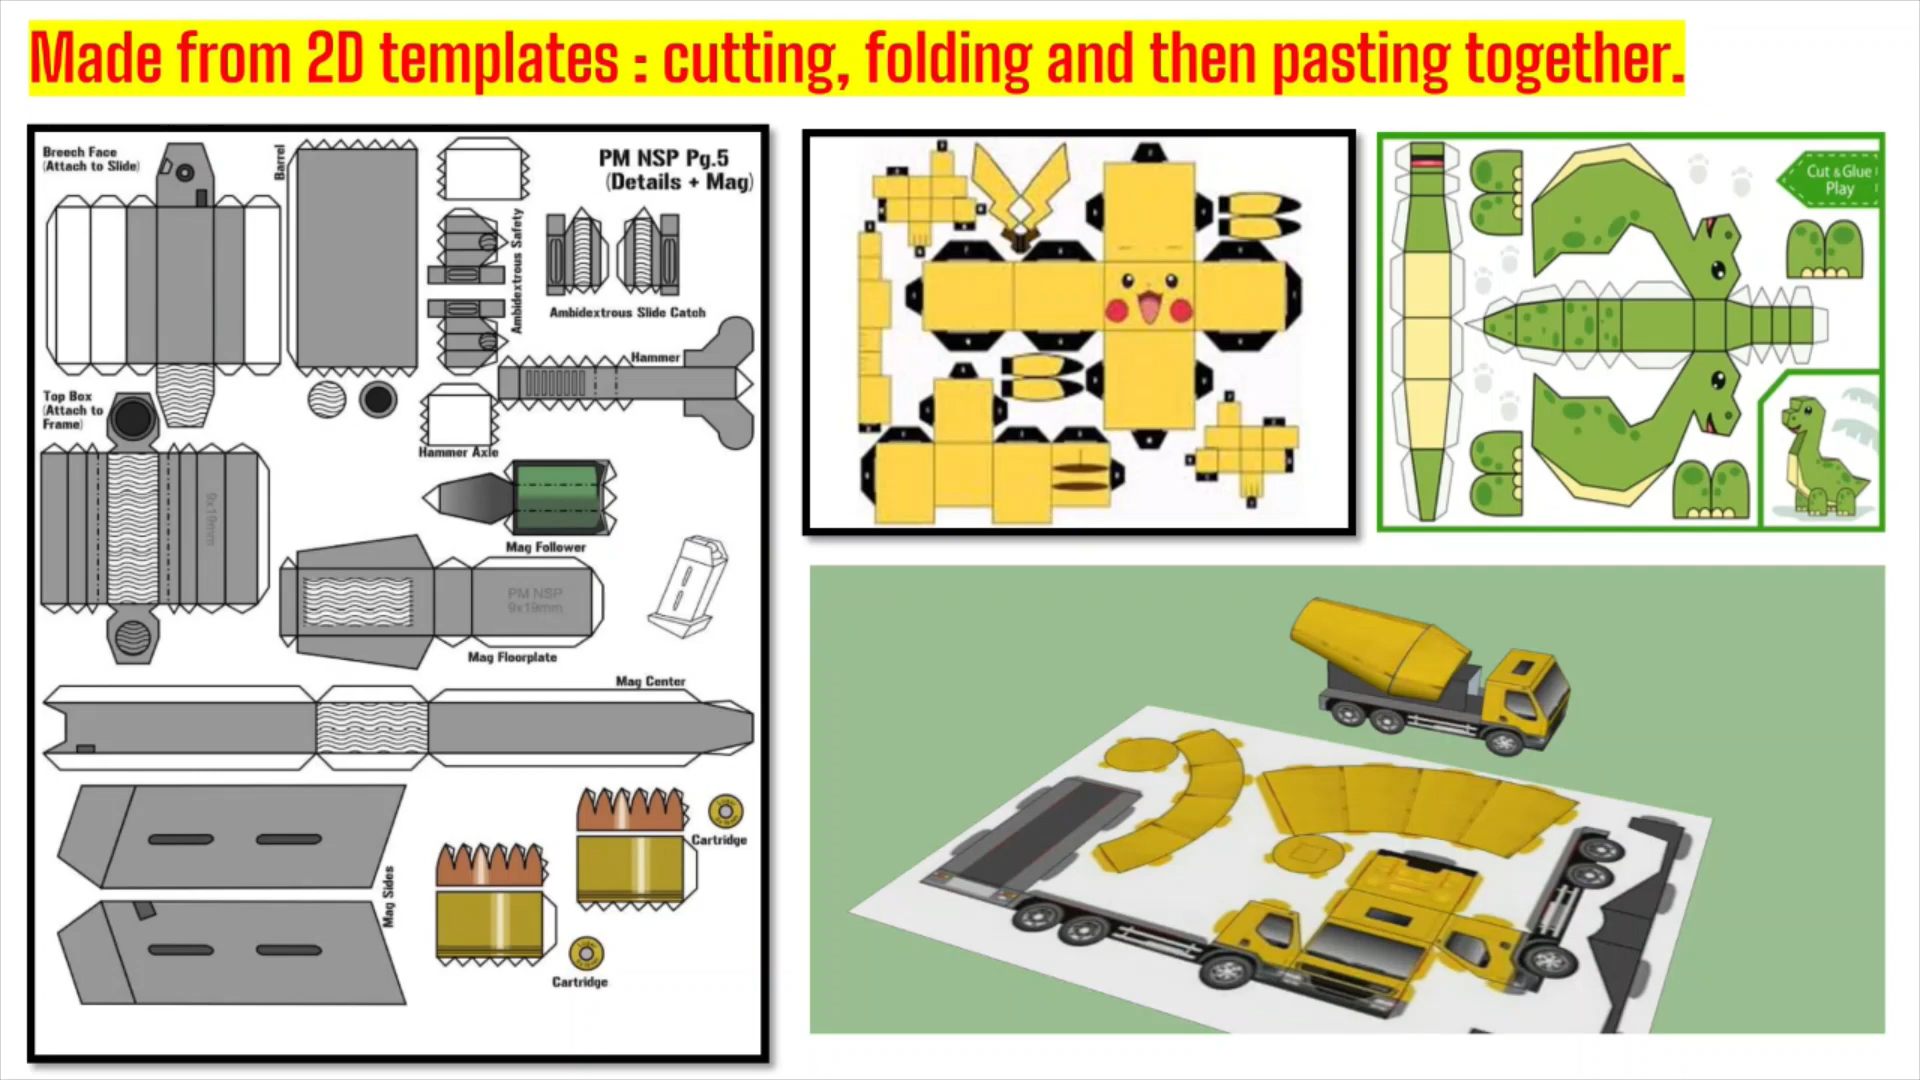 Made from 2D templates : cutting, folding and then pasting together.
Breech Face
(Attach to Slide)
Barrel
PM NSP Pg.5
(Details + Mag)
Ambidextrous Safety
Ambidextrous Slide Catch
Hammer
Top Box
(Attach to
Frame)
Hammer Axle
9x19mm
Mag Follower
PM NSP
9x19mm
Mag Floorplate
Mag Center
Mag Sides
Cartridge
Cartridge
Cut & Glue
Play